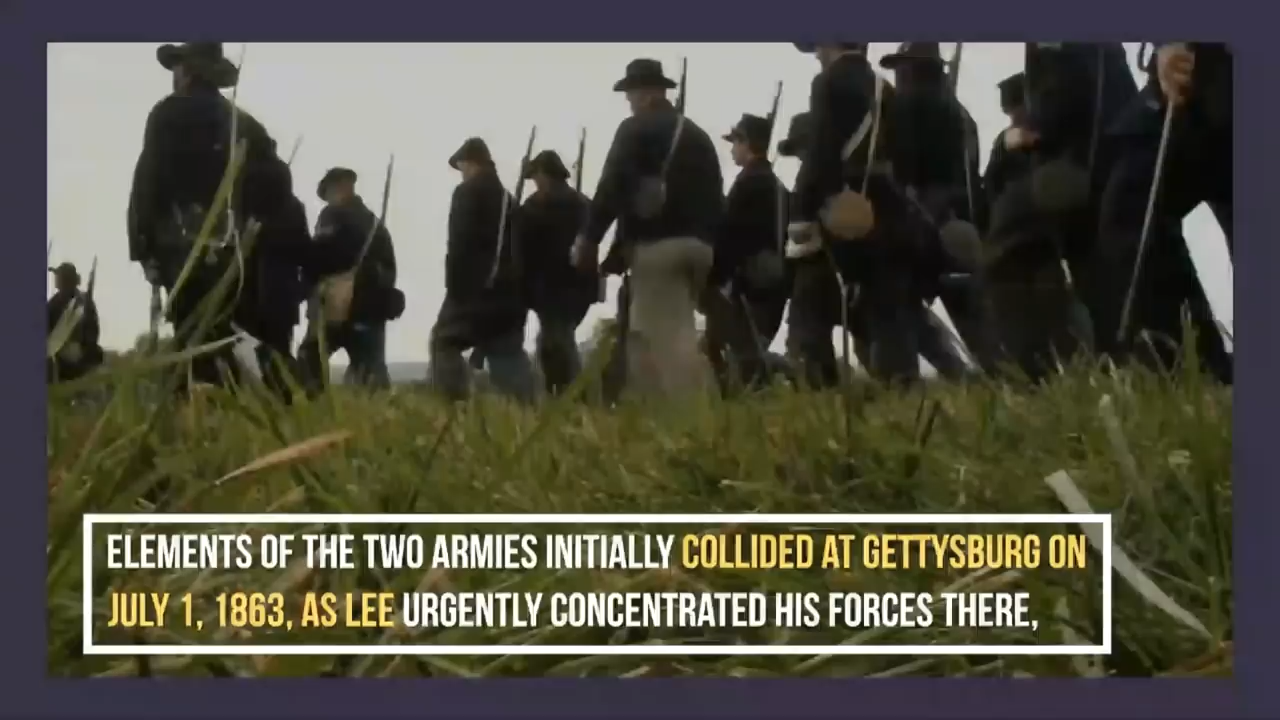 ELEMENTS OF THE TWO ARMIES INITIALLY COLLIDED AT GETTYSBURG ON
JULY 1, 1863, AS LEE URGENTLY CONCENTRATED HIS FORCES THERE,